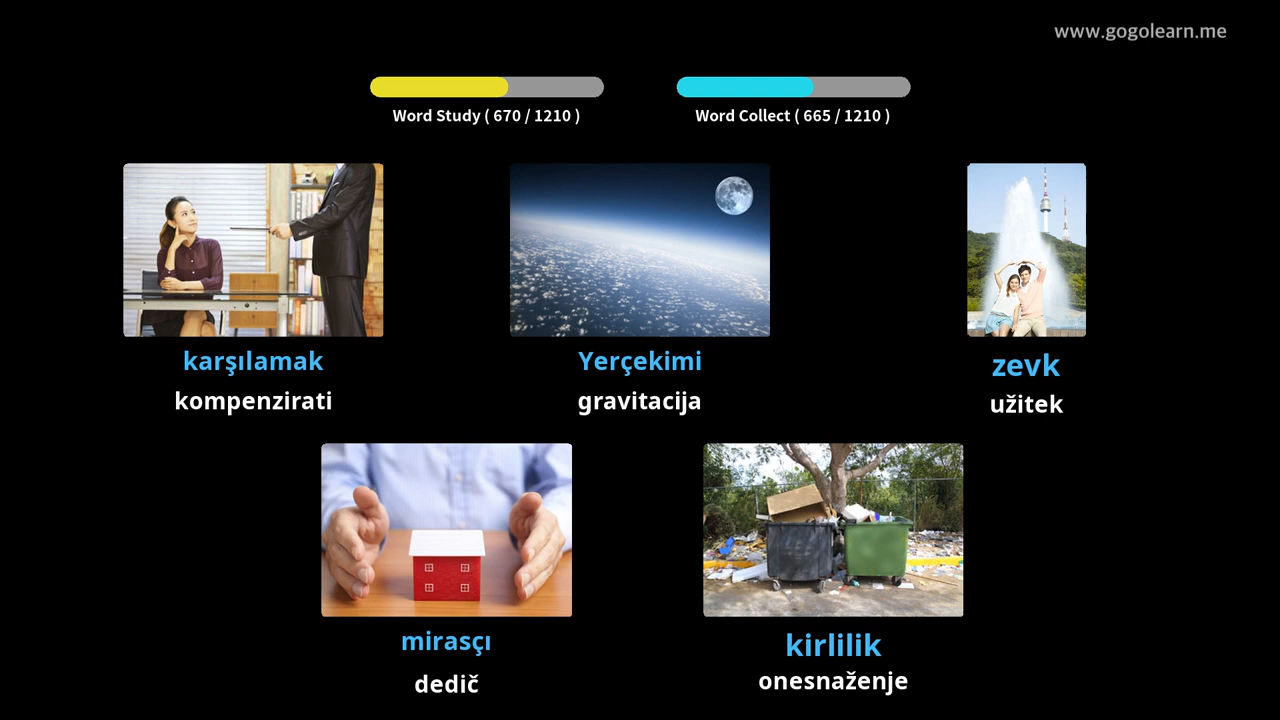 www.gogolearn.me
Word Study ( 670 / 1210 )
Word Collect ( 665 / 1210 )
karşılamak
kompenzirati
Yerçekimi
gravitacija
zevk
užitek
mirasçı
dedič
kirlilik
onesnaženje